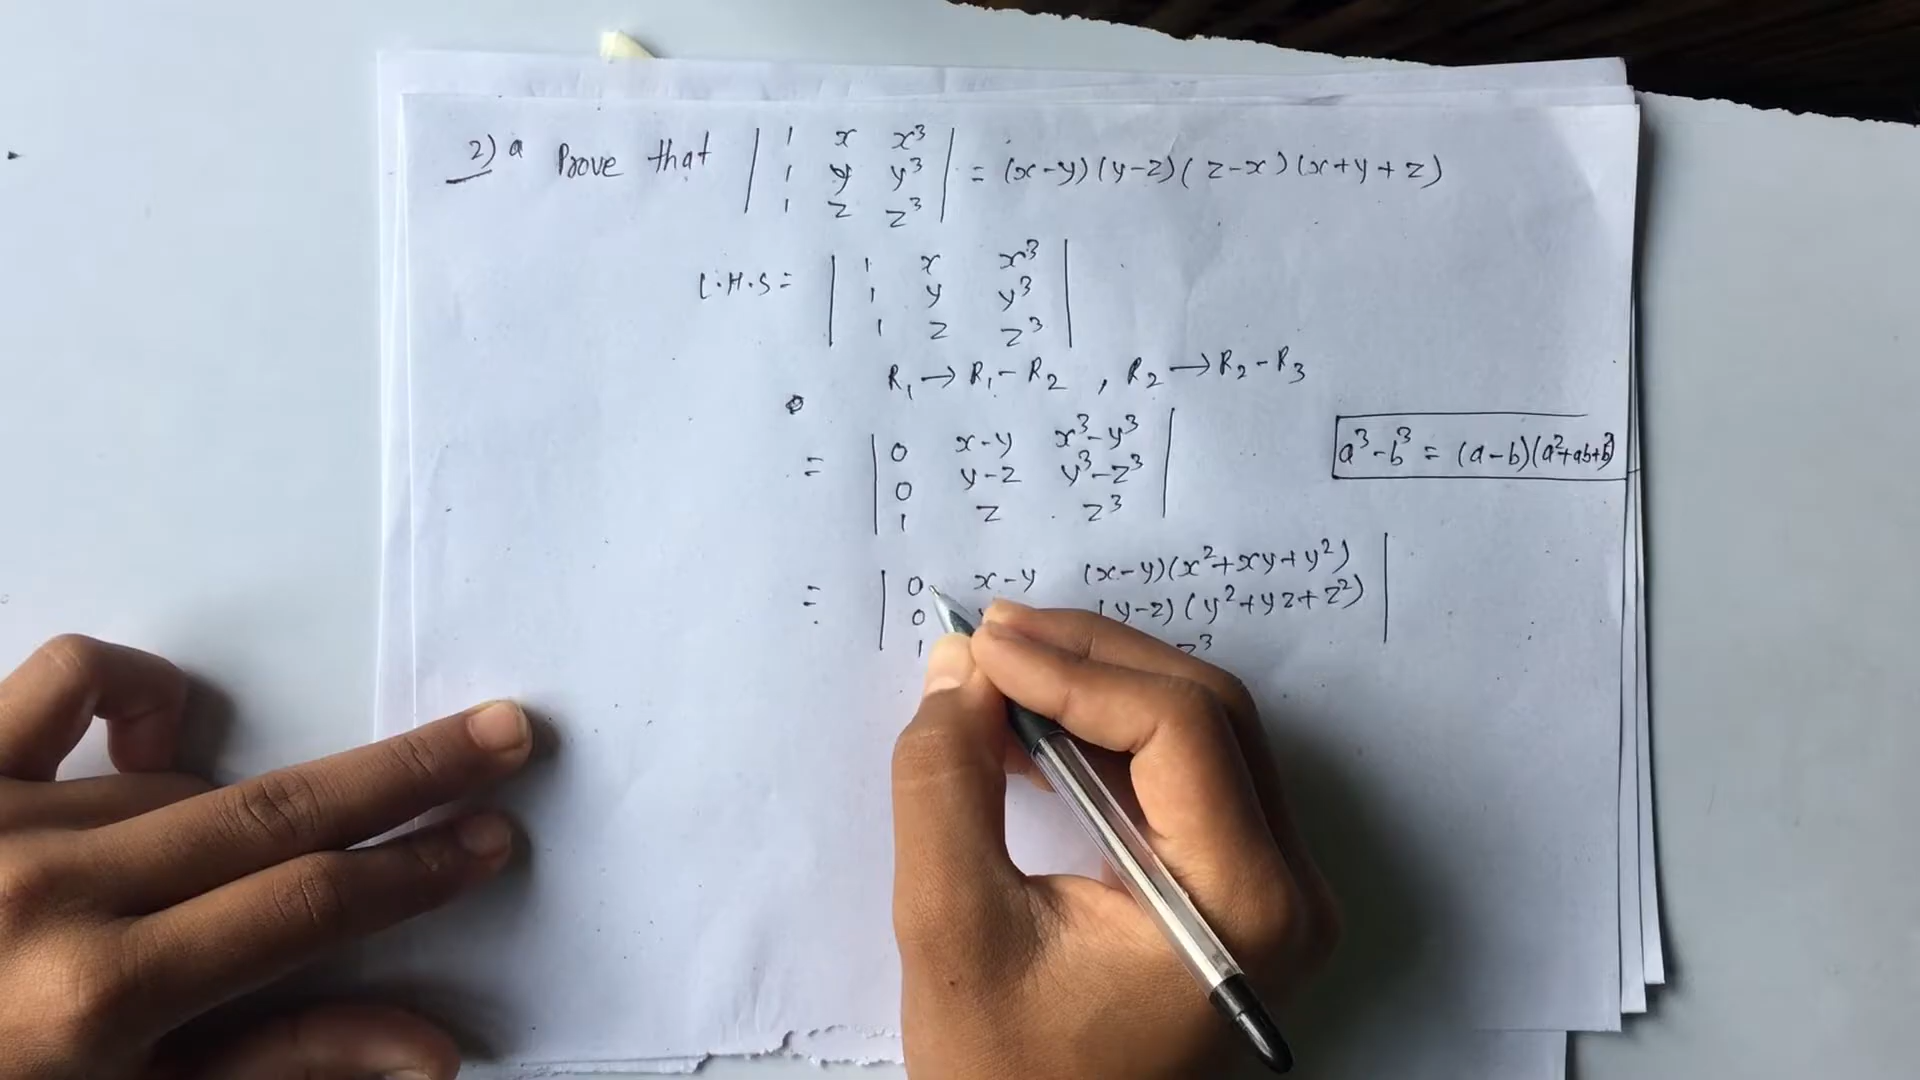 2) a Prove that | 1 x x³ |
| 1 y y³ | = (x-y)(y-z)(z-x)(x+y+z)
| 1 z z³ |
L.H.S = | 1 x x³ |
| 1 y y³ |
| 1 z z³ |
R₁ → R₁ - R₂ , R₂ → R₂ - R₃
= | 0 x-y x³-y³ |
| 0 y-z y³-z³ |
| 1 z z³ |
a³-b³ = (a-b)(a²+ab+b²)
= | 0 x-y (x-y)(x²+xy+y²) |
| 0 (y-z)(y²+yz+z²) |
| 1 z³ |